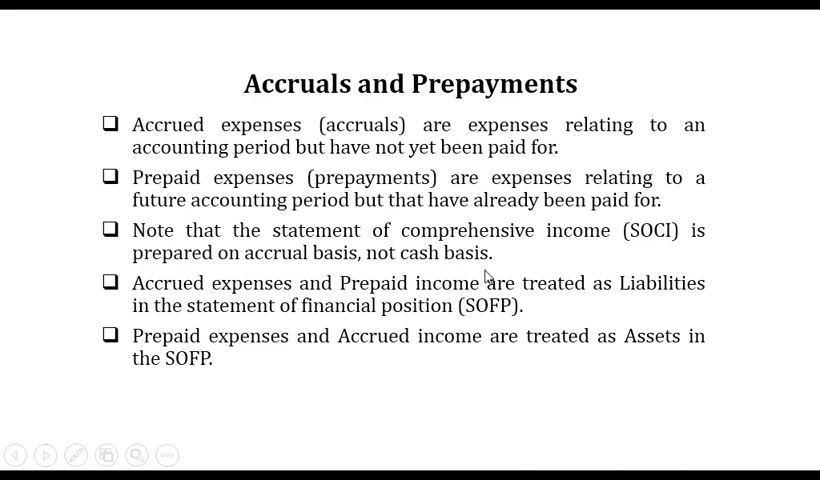 Accruals and Prepayments
Accrued expenses (accruals) are expenses relating to an
accounting period but have not yet been paid for.
Prepaid expenses (prepayments) are expenses relating to a
future accounting period but that have already been paid for.
Note that the statement of comprehensive income (SOCI) is
prepared on accrual basis, not cash basis.
Accrued expenses and Prepaid income are treated as Liabilities
in the statement of financial position (SOFP).
Prepaid expenses and Accrued income are treated as Assets in
the SOFP.